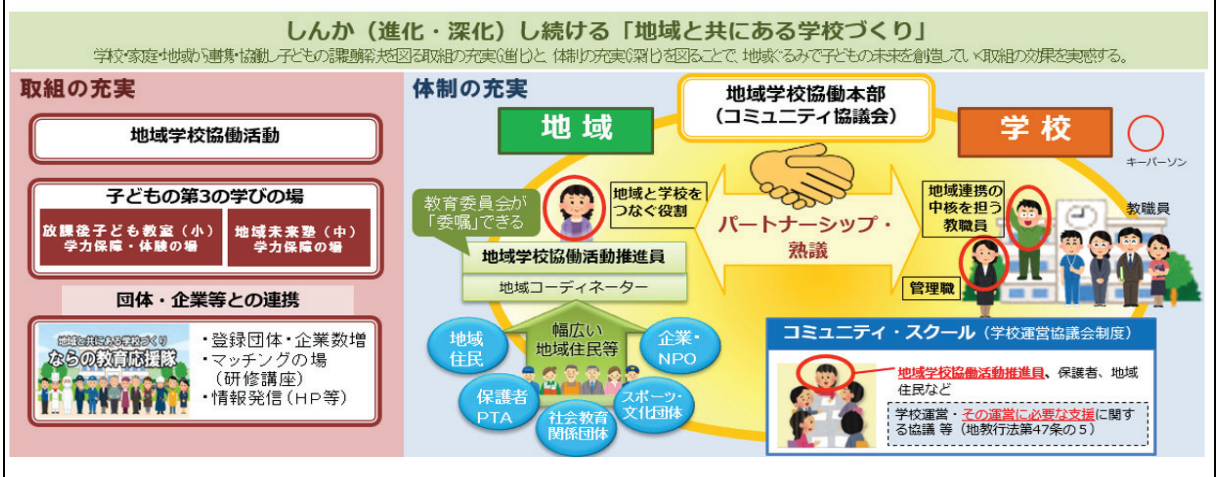 しんか（進化・深化）し続ける「地域と共にある学校づくり」
学校・家庭・地域が連携・協働し子どもの課題解決を図る取組の充実（進化）と 体制の充実（深化）を図ることで、地域ぐるみで子どもの未来を創造していく取組の効果を実感する。
取組の充実
地域学校協働活動
子どもの第3の学びの場
放課後子ども教室（小）
学力保障・体験の場
地域未来塾（中）
学力保障の場
団体・企業等との連携
地域と共にある学校づくり
ならの教育応援隊
・登録団体・企業数増
・マッチングの場
（研修講座）
・情報発信（HP等）
体制の充実
地域学校協働本部
（コミュニティ協議会）
地 域
学 校
キーパーソン
教育委員会が
「委嘱」できる
地域と学校を
つなぐ役割
地域学校協働活動推進員
地域コーディネーター
パートナーシップ・
熟議
地域連携の
中核を担う
教職員
教職員
管理職
幅広い
地域住民等
地域
住民
保護者
PTA
社会教育
関係団体
スポーツ・
文化団体
企業・
NPO
コミュニティ・スクール（学校運営協議会制度）
地域学校協働活動推進員、保護者、地域
住民など
学校運営・その運営に必要な支援に関す
る協議 等（地教行法第47条の５）